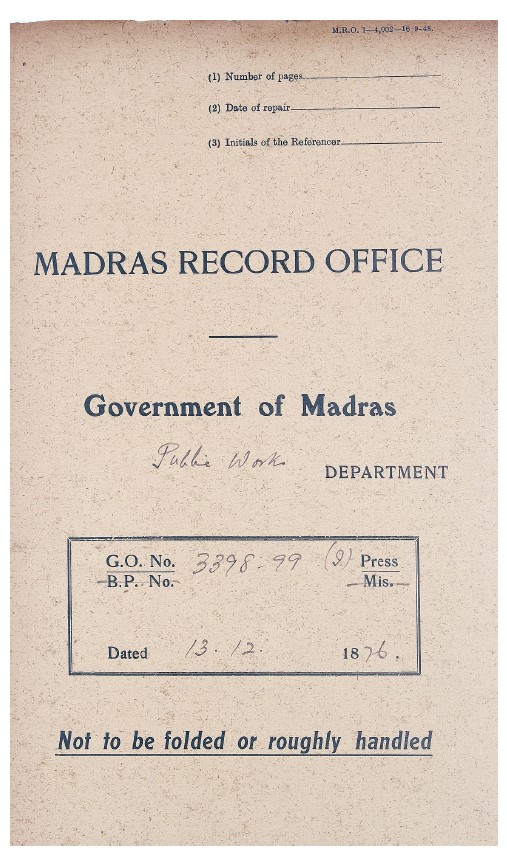 M.R.O. 1—4,002—16-9-48.
(1) Number of pages
(2) Date of repair
(3) Initials of the Referencer
MADRAS RECORD OFFICE
Government of Madras
Public Works
DEPARTMENT
G.O. No. 3398-99 (I) Press
B.P. No. Mis.
Dated 13.12. 1876.
Not to be folded or roughly handled